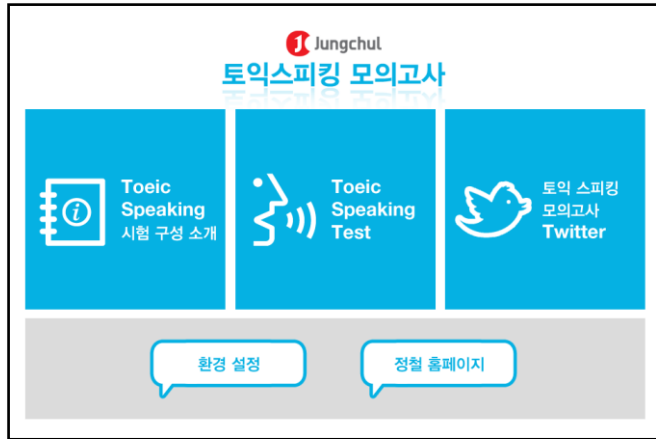 Jungchul
토익스피킹 모의고사
Toeic
Speaking
시험 구성 소개
Toeic
Speaking
Test
토익 스피킹
모의고사
Twitter
환경 설정
정철 홈페이지